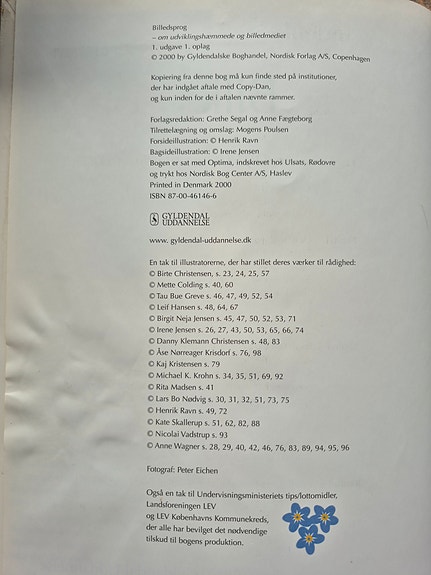 Billedsprog
– om udviklingshæmmede og billedmediet
1. udgave 1. oplag
© 2000 by Gyldendalske Boghandel, Nordisk Forlag A/S, Copenhagen
Kopiering fra denne bog må kun finde sted på institutioner,
der har indgået aftale med Copy-Dan,
og kun inden for de i aftalen nævnte rammer.
Forlagsredaktion: Grethe Segal og Anne Fægteborg
Tilrettelægning og omslag: Mogens Poulsen
Forsideillustration: © Henrik Ravn
Bagsideillustration: © Irene Jensen
Bogen er sat med Optima, indskrevet hos Ulsats, Rødovre
og trykt hos Nordisk Bog Center A/S, Haslev
Printed in Denmark 2000
ISBN 87-00-46146-6
GYLDENDAL
UDDANNELSE
www. gyldendal-uddannelse.dk
En tak til illustratorerne, der har stillet deres værker til rådighed:
© Birte Christensen, s. 23, 24, 25, 57
© Mette Colding s. 40, 60
© Tau Bue Greve s. 46, 47, 49, 52, 54
© Leif Hansen s. 48, 64, 67
© Birgit Neja Jensen s. 45, 47, 50, 52, 53, 71
© Irene Jensen s. 26, 27, 43, 50, 53, 65, 66, 74
© Danny Klemann Christensen s. 48, 83
© Åse Nørreager Krisdorf s. 76, 98
© Kaj Kristensen s. 79
© Michael K. Krohn s. 34, 35, 51, 69, 92
© Rita Madsen s. 41
© Lars Bo Nødvig s. 30, 31, 32, 51, 73, 75
© Henrik Ravn s. 49, 72
© Kate Skallerup s. 51, 62, 82, 88
© Nicolai Vadstrup s. 93
© Anne Wagner s. 28, 29, 40, 42, 46, 76, 83, 89, 94, 95, 96
Fotograf: Peter Eichen
Også en tak til Undervisningsministeriets tips/lottomidler,
Landsforeningen LEV
og LEV Københavns Kommunekreds,
der alle har bevilget det nødvendige
tilskud til bogens produktion.